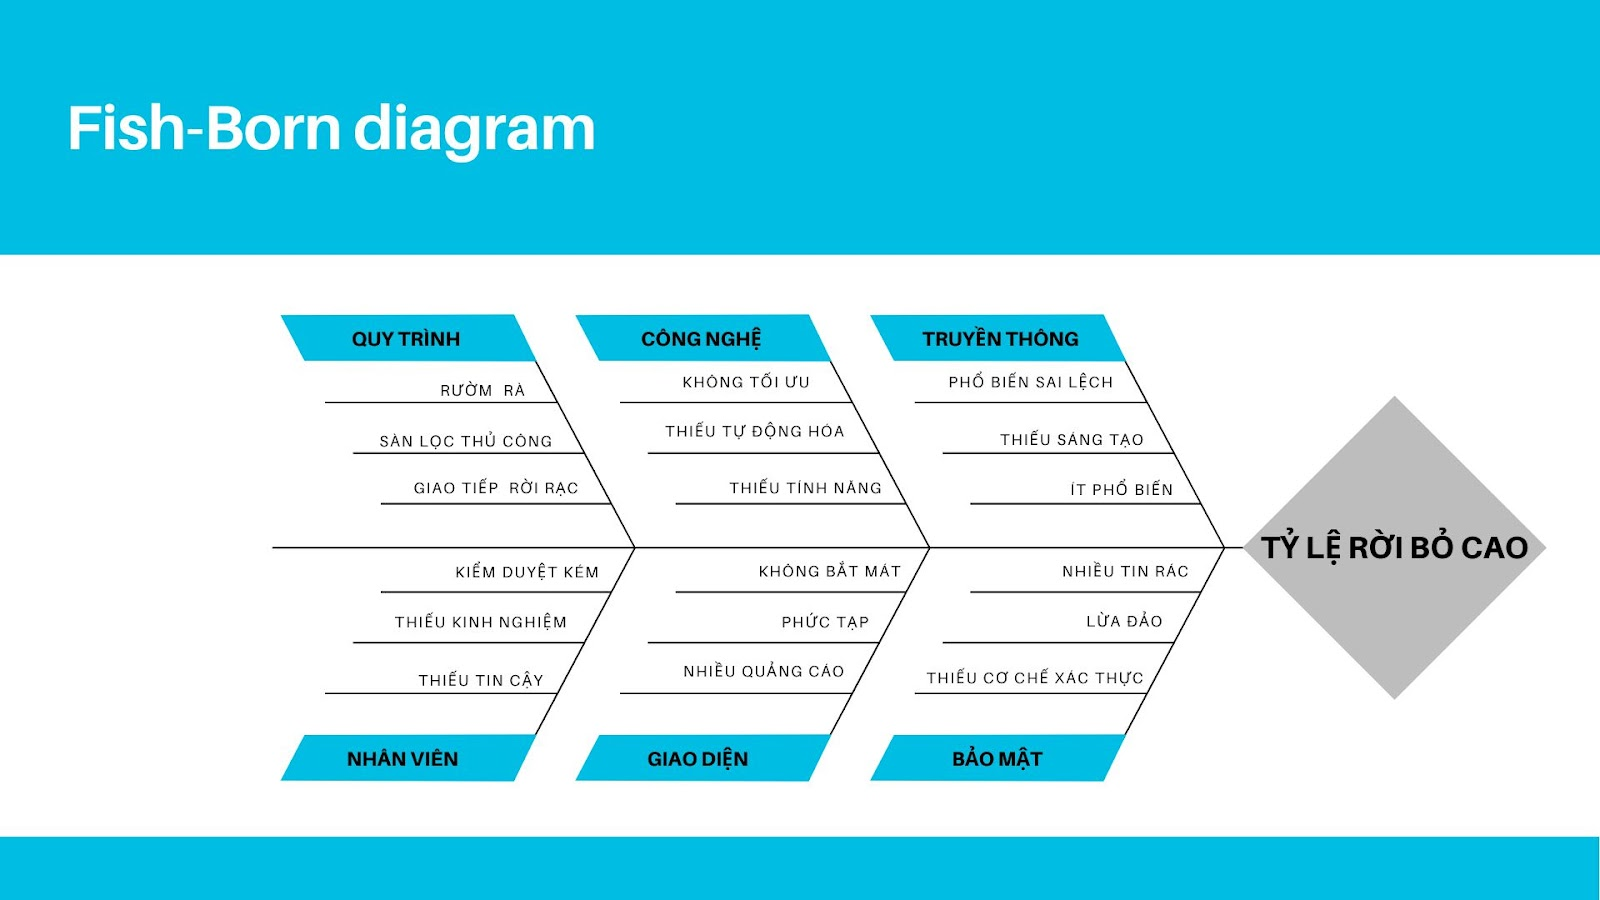 Fish-Born diagram
QUY TRÌNH
CÔNG NGHỆ
TRUYỀN THÔNG
RƯỜM RÀ
SÀN LỌC THỦ CÔNG
GIAO TIẾP RỜI RẠC
KHÔNG TỐI ƯU
THIẾU TỰ ĐỘNG HÓA
THIẾU TÍNH NĂNG
PHỔ BIẾN SAI LỆCH
THIẾU SÁNG TẠO
ÍT PHỔ BIẾN
TỶ LỆ RỜI BỎ CAO
KIỂM DUYỆT KÉM
THIẾU KINH NGHIỆM
THIẾU TIN CẬY
KHÔNG BẮT MÁT
PHỨC TẠP
NHIỀU QUẢNG CÁO
NHIỀU TIN RÁC
LỪA ĐẢO
THIẾU CƠ CHẾ XÁC THỰC
NHÂN VIÊN
GIAO DIỆN
BẢO MẬT